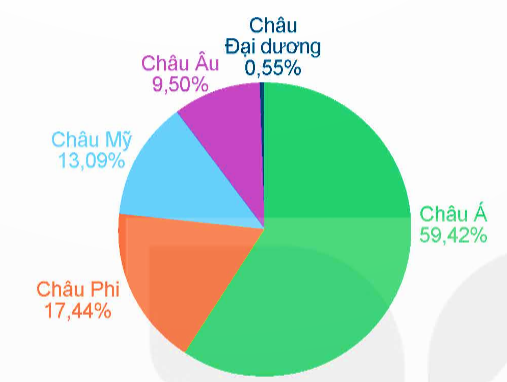 Châu
Đại dương
0,55%
Châu Âu
9,50%
Châu Mỹ
13,09%
Châu Á
59,42%
Châu Phi
17,44%